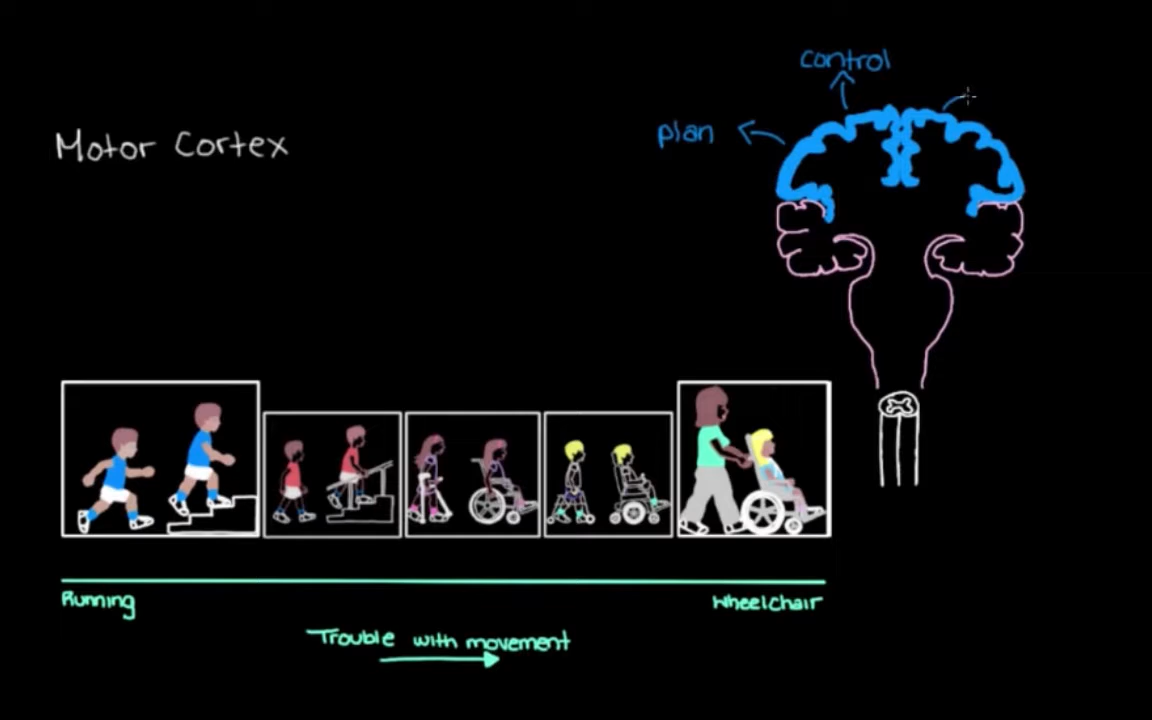 control
plan
Motor Cortex
Running
Wheelchair
Trouble with movement